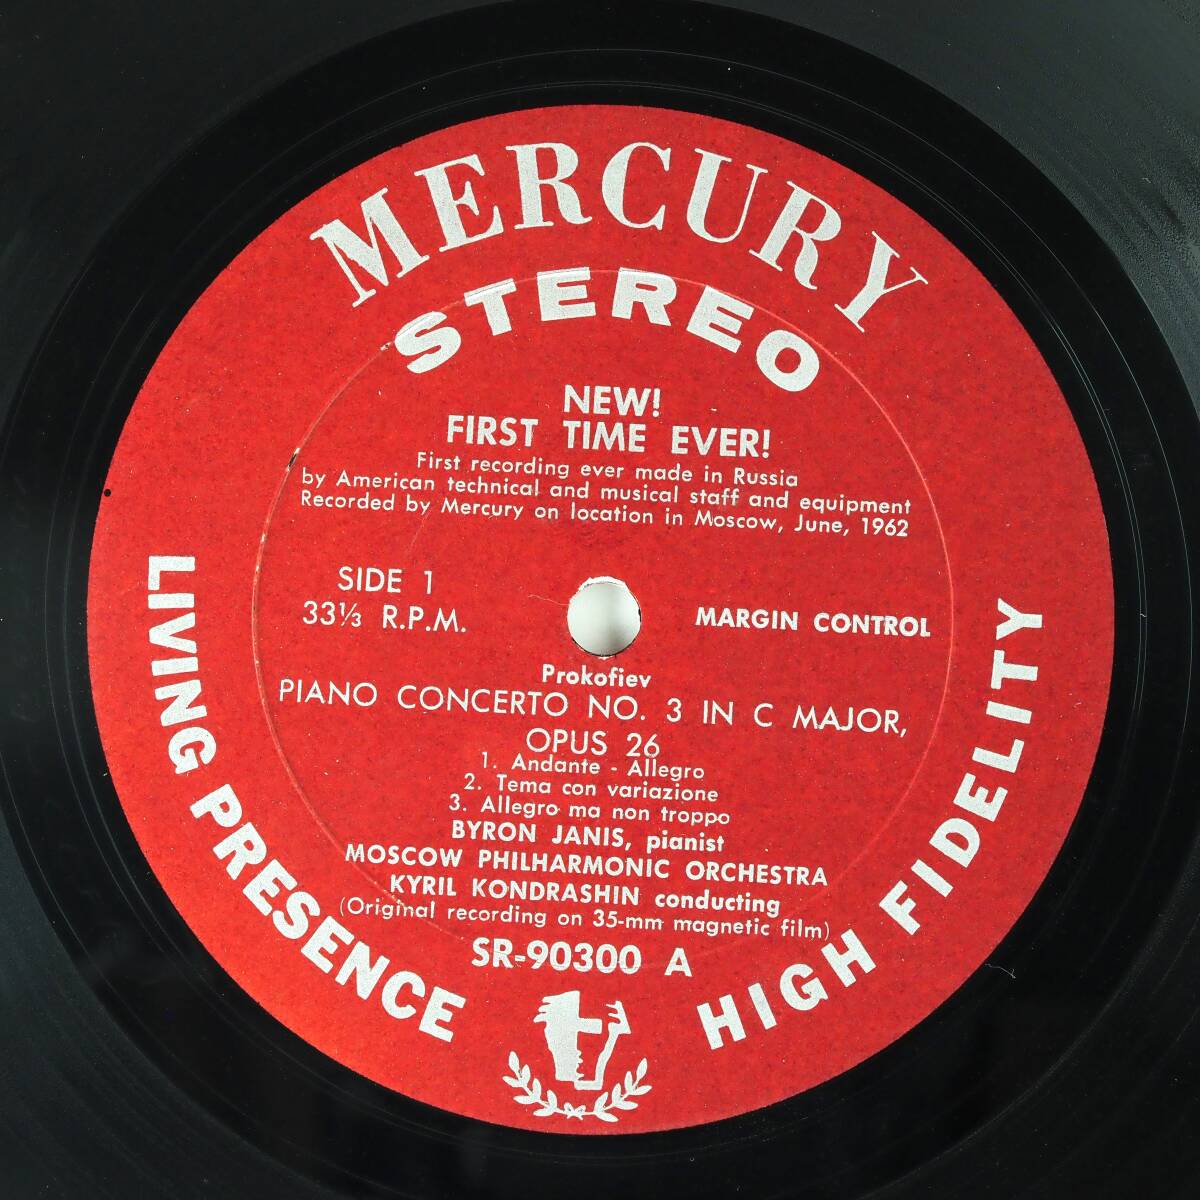 MERCURY
STEREO
NEW!
FIRST TIME EVER!
First recording ever made in Russia
by American technical and musical staff and equipment
Recorded by Mercury on location in Moscow, June, 1962
SIDE 1
33⅓ R.P.M.
MARGIN CONTROL
Prokofiev
PIANO CONCERTO NO. 3 IN C MAJOR,
OPUS 26
1. Andante - Allegro
2. Tema con variazione
3. Allegro ma non troppo
BYRON JANIS, pianist
MOSCOW PHILHARMONIC ORCHESTRA
KYRIL KONDRASHIN conducting
(Original recording on 35-mm magnetic film)
SR-90300 A
LIVING PRESENCE
HIGH FIDELITY